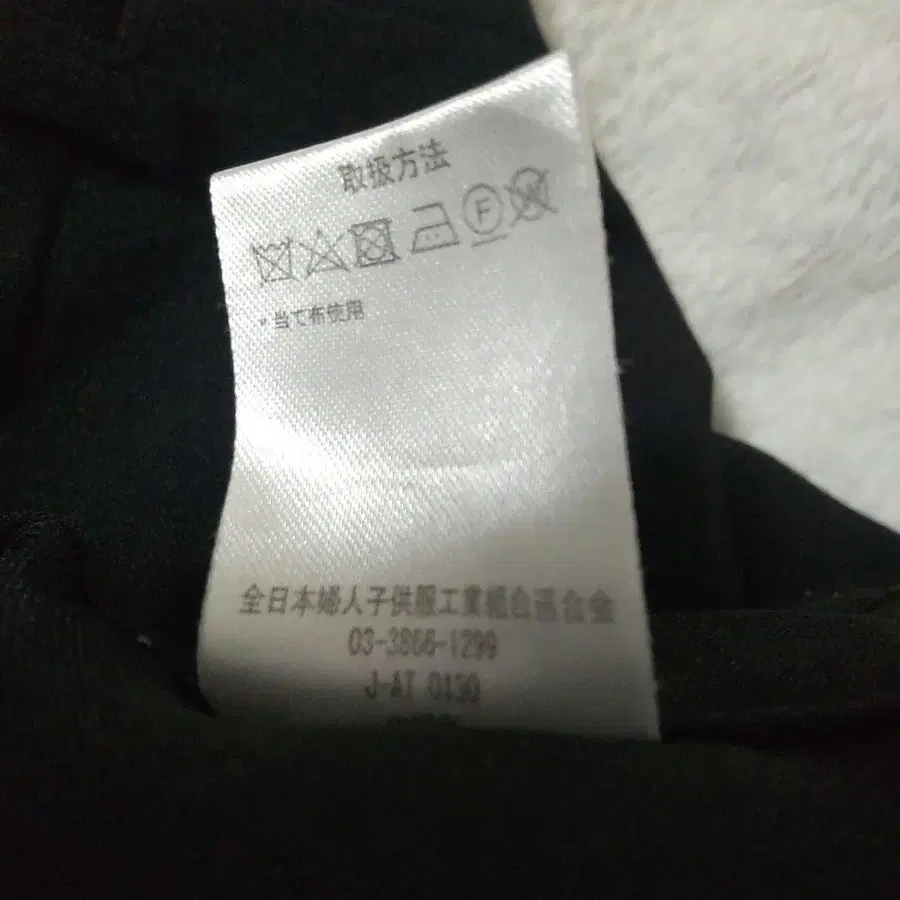 取扱方法
F W
・当て布使用
全日本婦人子供服工業組合連合会
03-3866-1299
J-AT 0130